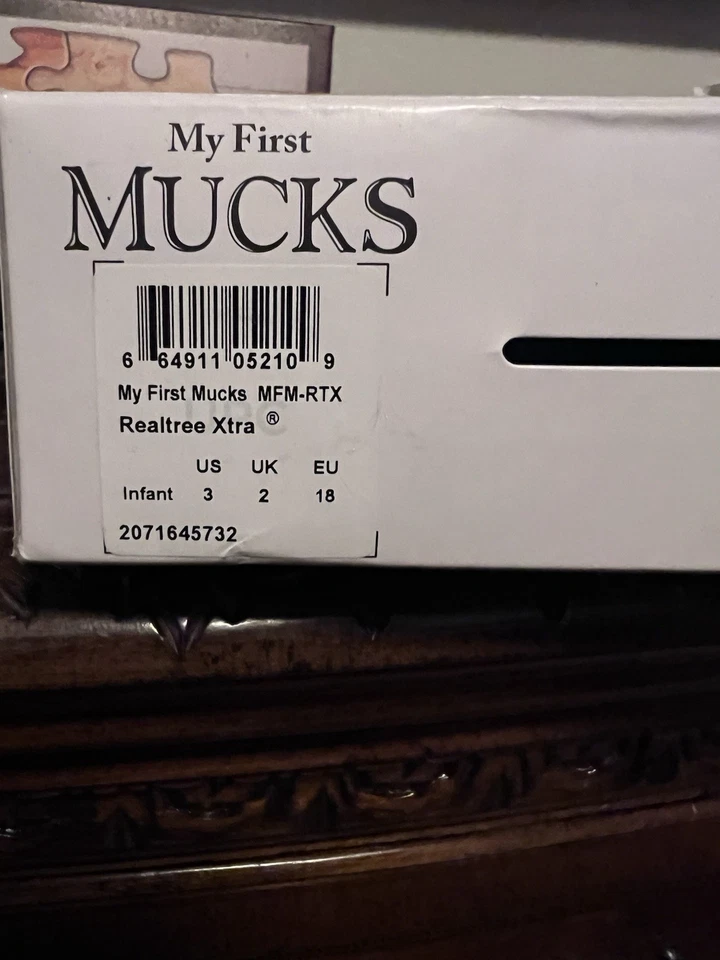 My First
MUCKS
6 64911 05210 9
My First Mucks MFM-RTX
Realtree Xtra ®
US UK EU
Infant 3 2 18
2071645732